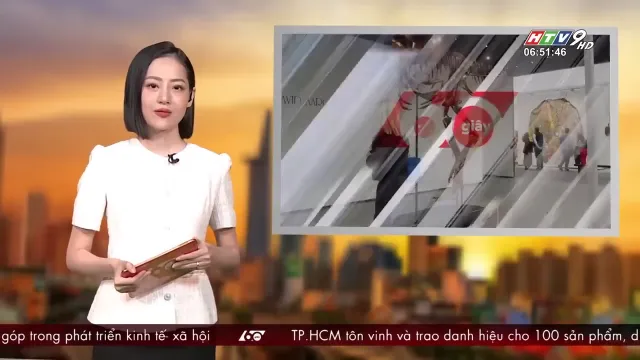 HTV9 HD
06:51:46
giây
góp trong phát triển kinh tế- xã hội 60 TP.HCM tôn vinh và trao danh hiệu cho 100 sản phẩm, d